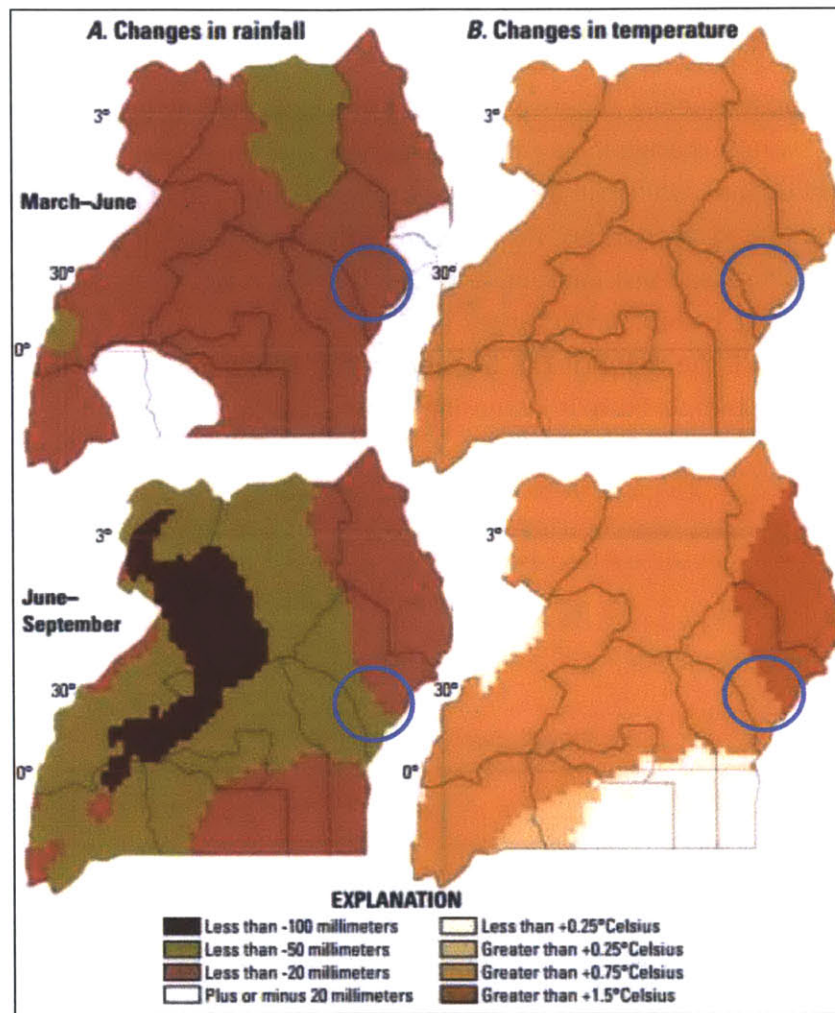 A. Changes in rainfall
B. Changes in temperature
3°
3°
March–June
30°
30°
0°
0°
3°
3°
June–
September
30°
30°
0°
0°
EXPLANATION
Less than -100 millimeters
Less than +0.25°Celsius
Less than -50 millimeters
Greater than +0.25°Celsius
Less than -20 millimeters
Greater than +0.75°Celsius
Plus or minus 20 millimeters
Greater than +1.5°Celsius